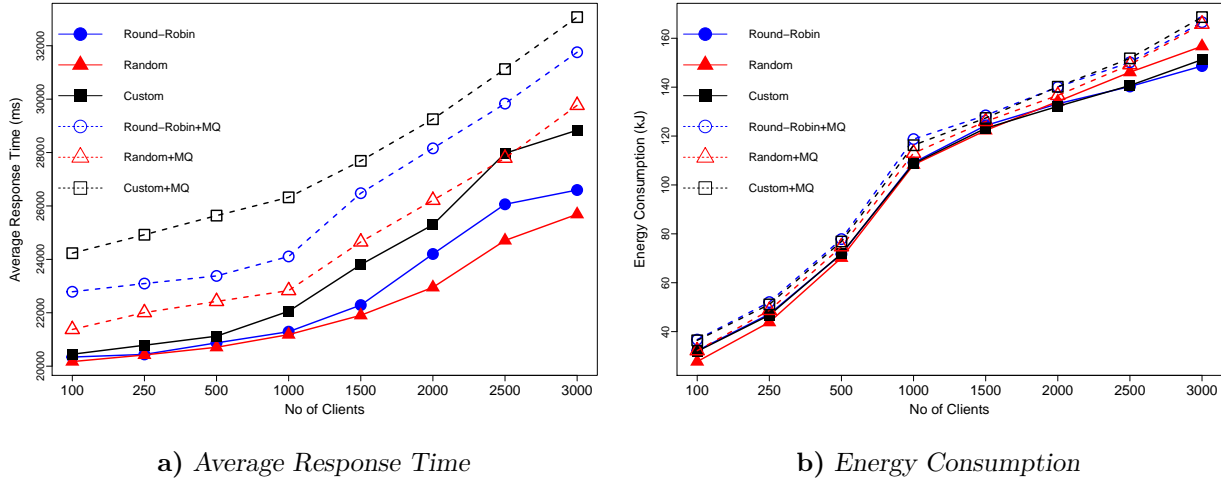 Average Response Time (ms)
32000
30000
28000
26000
24000
22000
20000
Round−Robin
Random
Custom
Round−Robin+MQ
Random+MQ
Custom+MQ
100 250 500 1000 1500 2000 2500 3000
No of Clients
a) Average Response Time
Energy Consumption (kJ)
160
140
120
100
80
60
40
Round−Robin
Random
Custom
Round−Robin+MQ
Random+MQ
Custom+MQ
100 250 500 1000 1500 2000 2500 3000
No of Clients
b) Energy Consumption